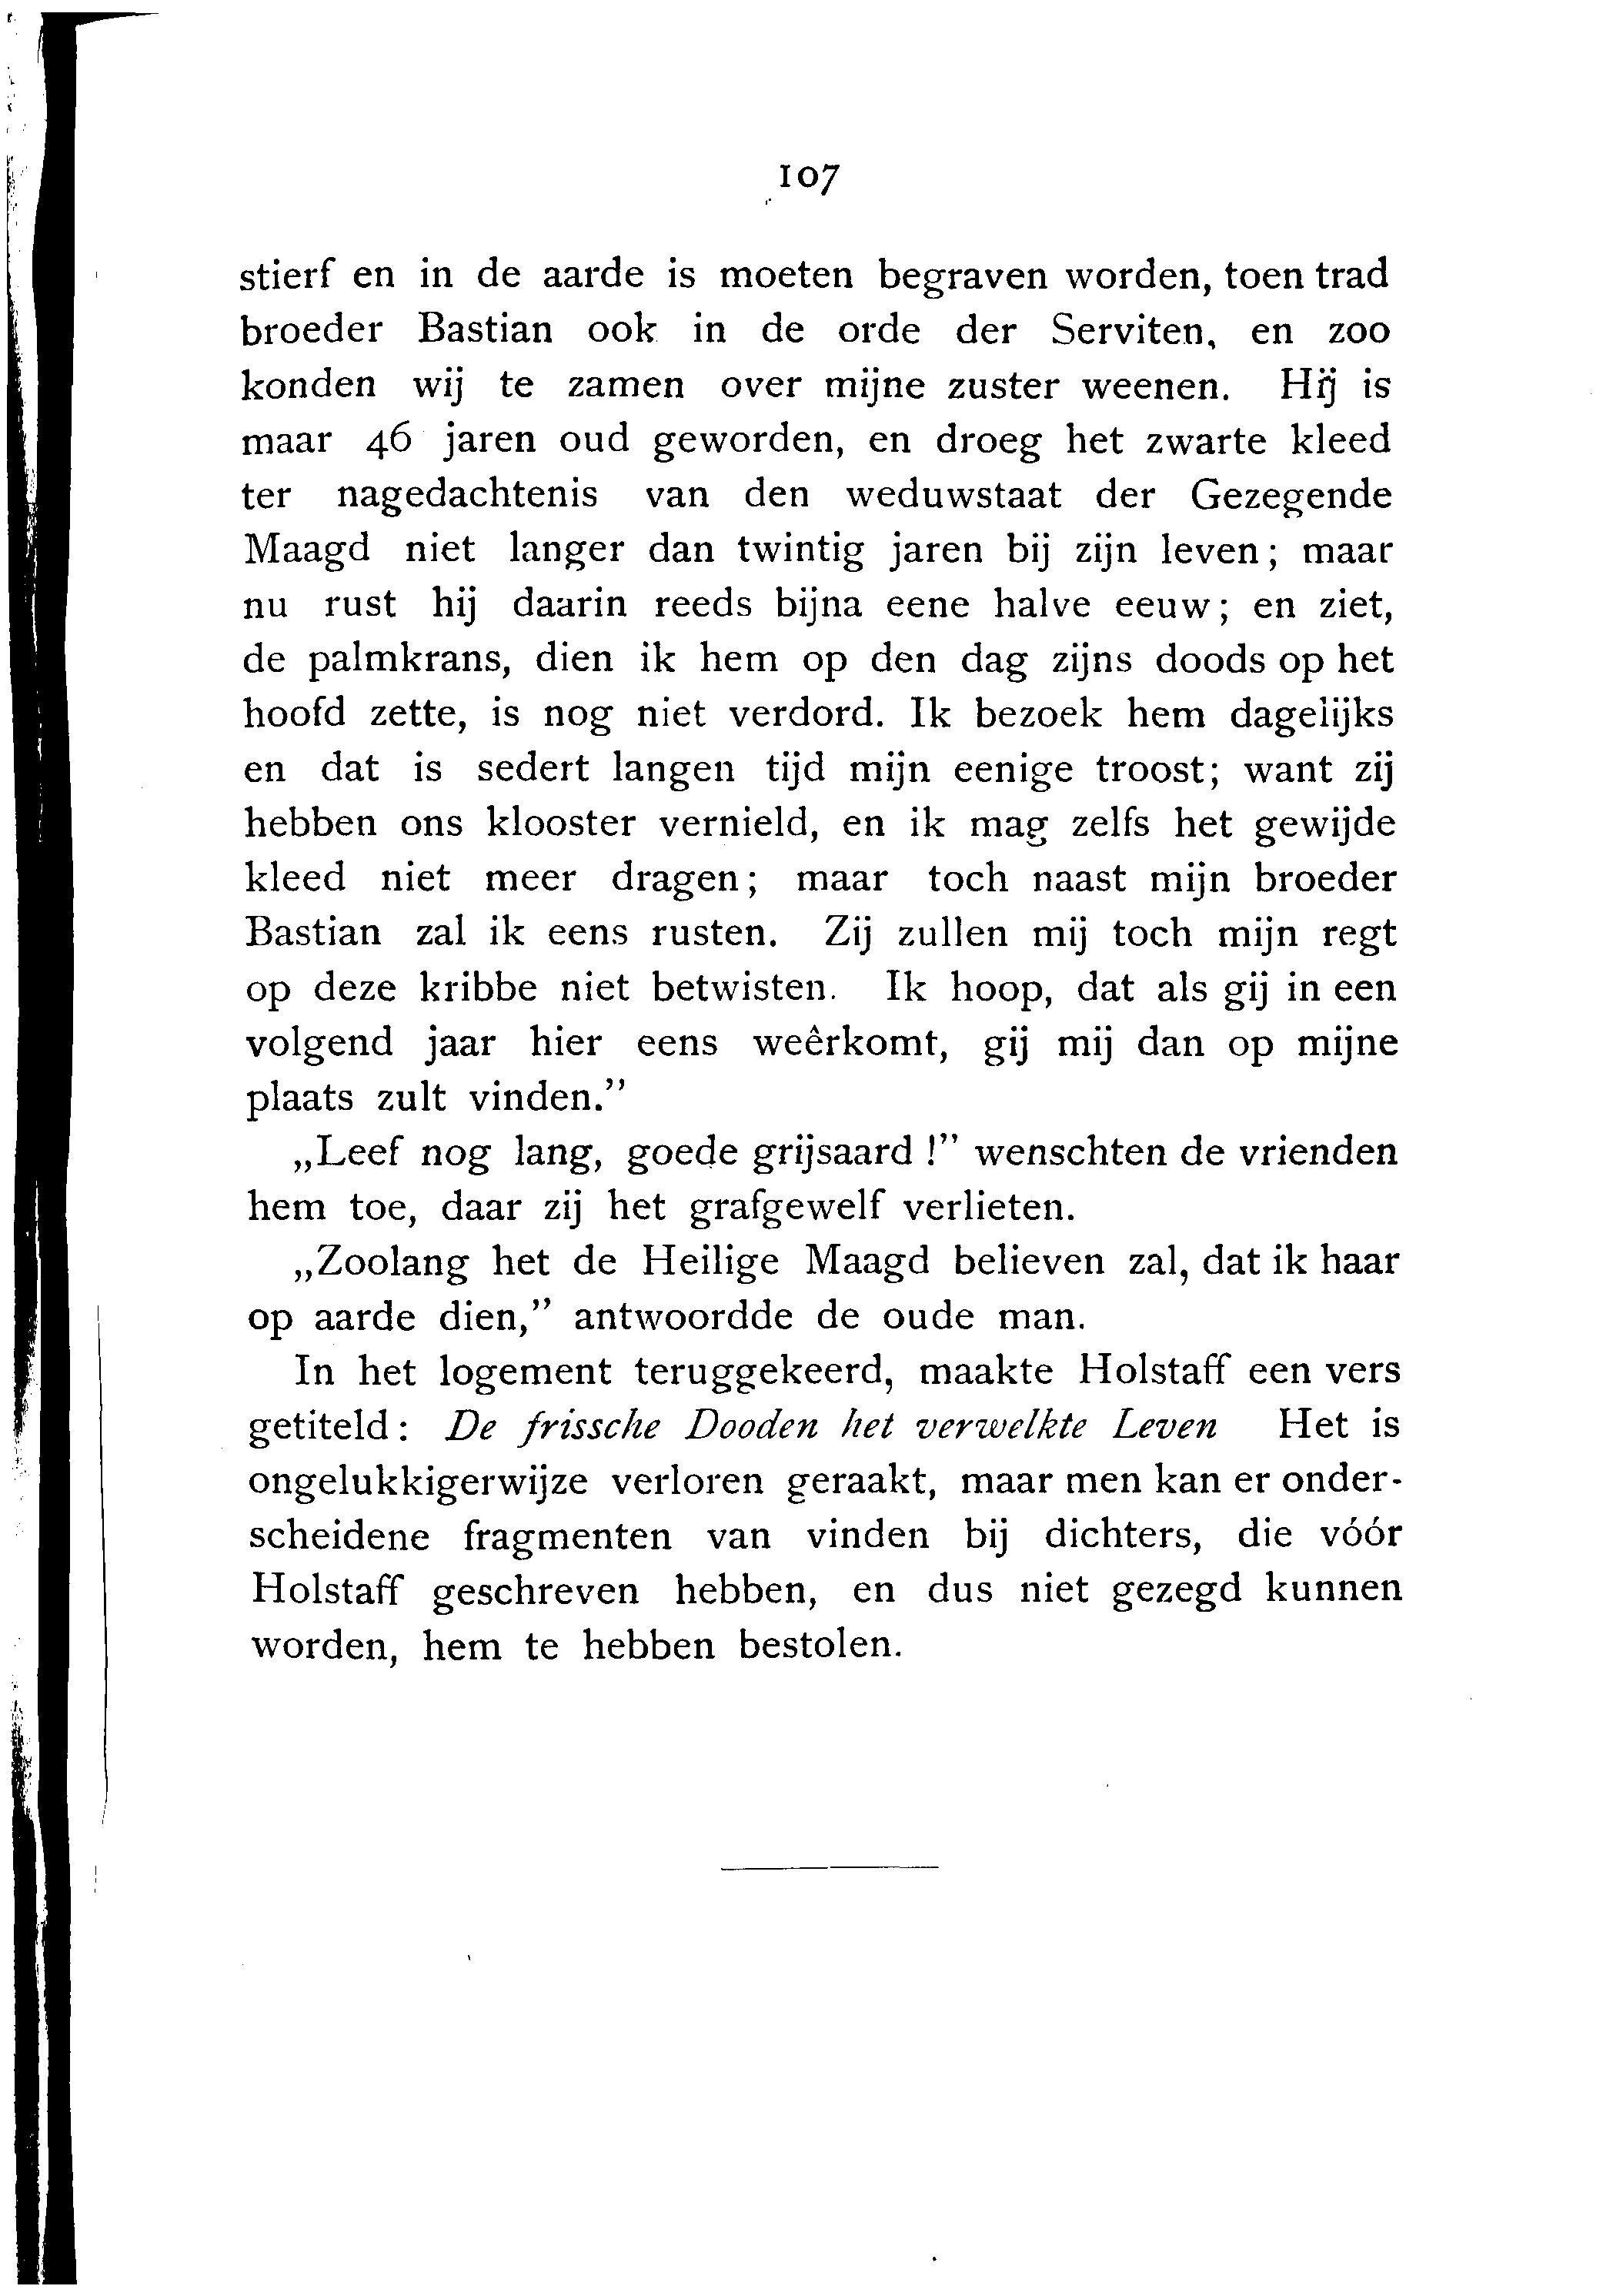 107
stierf en in de aarde is moeten begraven worden, toen trad
broeder Bastian ook in de orde der Serviten, en zoo
konden wij te zamen over mijne zuster weenen. Hij is
maar 46 jaren oud geworden, en droeg het zwarte kleed
ter nagedachtenis van den weduwstaat der Gezegende
Maagd niet langer dan twintig jaren bij zijn leven; maar
nu rust hij daarin reeds bijna eene halve eeuw; en ziet,
de palmkrans, dien ik hem op den dag zijns doods op het
hoofd zette, is nog niet verdord. Ik bezoek hem dagelijks
en dat is sedert langen tijd mijn eenige troost; want zij
hebben ons klooster vernield, en ik mag zelfs het gewijde
kleed niet meer dragen; maar toch naast mijn broeder
Bastian zal ik eens rusten. Zij zullen mij toch mijn regt
op deze kribbe niet betwisten. Ik hoop, dat als gij in een
volgend jaar hier eens weêrkomt, gij mij dan op mijne
plaats zult vinden.”
„Leef nog lang, goede grijsaard !” wenschten de vrienden
hem toe, daar zij het grafgewelf verlieten.
„Zoolang het de Heilige Maagd believen zal, dat ik haar
op aarde dien,” antwoordde de oude man.
In het logement teruggekeerd, maakte Holstaff een vers
getiteld: De frissche Dooden het verwelkte Leven Het is
ongelukkigerwijze verloren geraakt, maar men kan er onder-
scheidene fragmenten van vinden bij dichters, die vóór
Holstaff geschreven hebben, en dus niet gezegd kunnen
worden, hem te hebben bestolen.